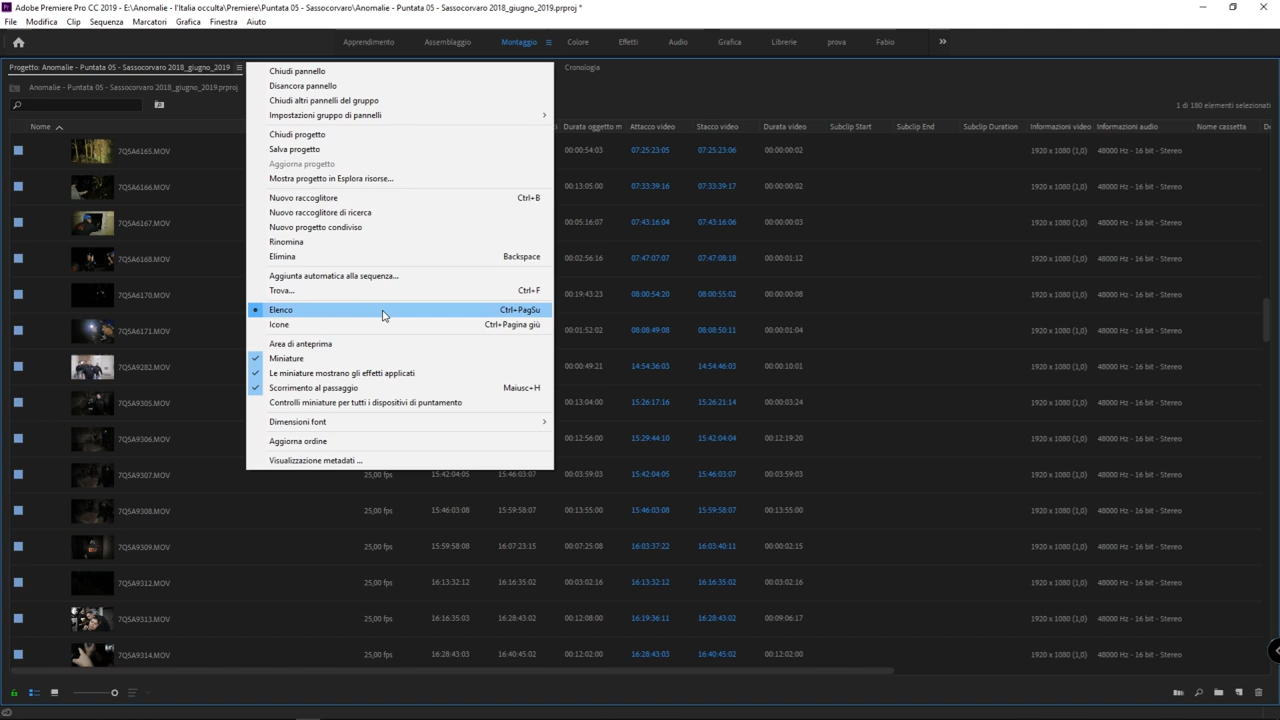 Adobe Premiere Pro CC 2019 - E:\Anomalie - l'Italia occulta\Premiere\Puntata 05 - Sassocorvaro\Anomalie - Puntata 05 - Sassocorvaro 2018_giugno_2019.prproj *
File Modifica Clip Sequenza Marcatori Grafica Finestra Aiuto
Apprendimento Assemblaggio Montaggio Colore Effetti Audio Grafica Librerie prova Fabio
Progetto: Anomalie - Puntata 05 - Sassocorvaro 2018_giugno_2019
Cronologia
Anomalie - Puntata 05 - Sassocorvaro 2018_giugno_2019.prproj
1 di 180 elementi selezionati
Nome Durata oggetto m Attacco video Stacco video Durata video Subclip Start Subclip End Subclip Duration Informazioni video Informazioni audio Nome cassetta
Chiudi pannello
Disancora pannello
Chiudi altri pannelli del gruppo
Impostazioni gruppo di pannelli
Chiudi progetto
Salva progetto
Aggiorna progetto
Mostra progetto in Esplora risorse...
Nuovo raccoglitore Ctrl+B
Nuovo raccoglitore di ricerca
Nuovo progetto condiviso
Rinomina
Elimina Backspace
Aggiunta automatica alla sequenza...
Trova... Ctrl+F
Elenco Ctrl+PagSu
Icone Ctrl+Pagina giù
Area di anteprima
Miniature
Le miniature mostrano gli effetti applicati
Scorrimento al passaggio Maiusc+H
Controlli miniature per tutti i dispositivi di puntamento
Dimensioni font
Aggiorna ordine
Visualizzazione metadati ...
7Q5A6165.MOV 00:00:54:03 07:25:23:05 07:25:23:06 00:00:00:02 1920 x 1080 (1,0) 48000 Hz - 16 bit - Stereo
7Q5A6166.MOV 00:13:05:00 07:33:39:16 07:33:39:17 00:00:00:02 1920 x 1080 (1,0) 48000 Hz - 16 bit - Stereo
7Q5A6167.MOV 00:05:16:07 07:43:16:04 07:43:16:06 00:00:00:03 1920 x 1080 (1,0) 48000 Hz - 16 bit - Stereo
7Q5A6168.MOV 00:02:56:16 07:47:07:07 07:47:08:18 00:00:01:12 1920 x 1080 (1,0) 48000 Hz - 16 bit - Stereo
7Q5A6170.MOV 00:19:43:23 08:00:54:20 08:00:55:02 00:00:00:08 1920 x 1080 (1,0) 48000 Hz - 16 bit - Stereo
7Q5A6171.MOV 00:01:52:02 08:08:49:08 08:08:50:11 00:00:01:04 1920 x 1080 (1,0) 48000 Hz - 16 bit - Stereo
7Q5A9282.MOV 00:00:49:21 14:54:36:03 14:54:46:03 00:00:10:01 1920 x 1080 (1,0) 48000 Hz - 16 bit - Stereo
7Q5A9305.MOV 00:13:04:00 15:26:17:16 15:26:21:14 00:00:03:24 1920 x 1080 (1,0) 48000 Hz - 16 bit - Stereo
7Q5A9306.MOV 00:12:56:00 15:29:44:10 15:42:04:04 00:12:19:20 1920 x 1080 (1,0) 48000 Hz - 16 bit - Stereo
7Q5A9307.MOV 25,00 fps 15:42:04:05 15:46:03:07 00:03:59:03 15:42:04:05 15:46:03:07 00:03:59:03 1920 x 1080 (1,0) 48000 Hz - 16 bit - Stereo
7Q5A9308.MOV 25,00 fps 15:46:03:08 15:59:58:07 00:13:55:00 15:46:03:08 15:59:58:07 00:13:55:00 1920 x 1080 (1,0) 48000 Hz - 16 bit - Stereo
7Q5A9309.MOV 25,00 fps 15:59:58:08 16:07:23:15 00:07:25:08 16:03:37:22 16:03:40:11 00:00:02:15 1920 x 1080 (1,0) 48000 Hz - 16 bit - Stereo
7Q5A9312.MOV 25,00 fps 16:13:32:12 16:16:35:02 00:03:02:16 16:13:32:12 16:16:35:02 00:03:02:16 1920 x 1080 (1,0) 48000 Hz - 16 bit - Stereo
7Q5A9313.MOV 25,00 fps 16:16:35:03 16:28:43:02 00:12:08:00 16:19:36:11 16:28:43:02 00:09:06:17 1920 x 1080 (1,0) 48000 Hz - 16 bit - Stereo
7Q5A9314.MOV 25,00 fps 16:28:43:03 16:40:45:02 00:12:02:00 16:28:43:03 16:40:45:02 00:12:02:00 1920 x 1080 (1,0) 48000 Hz - 16 bit - Stereo